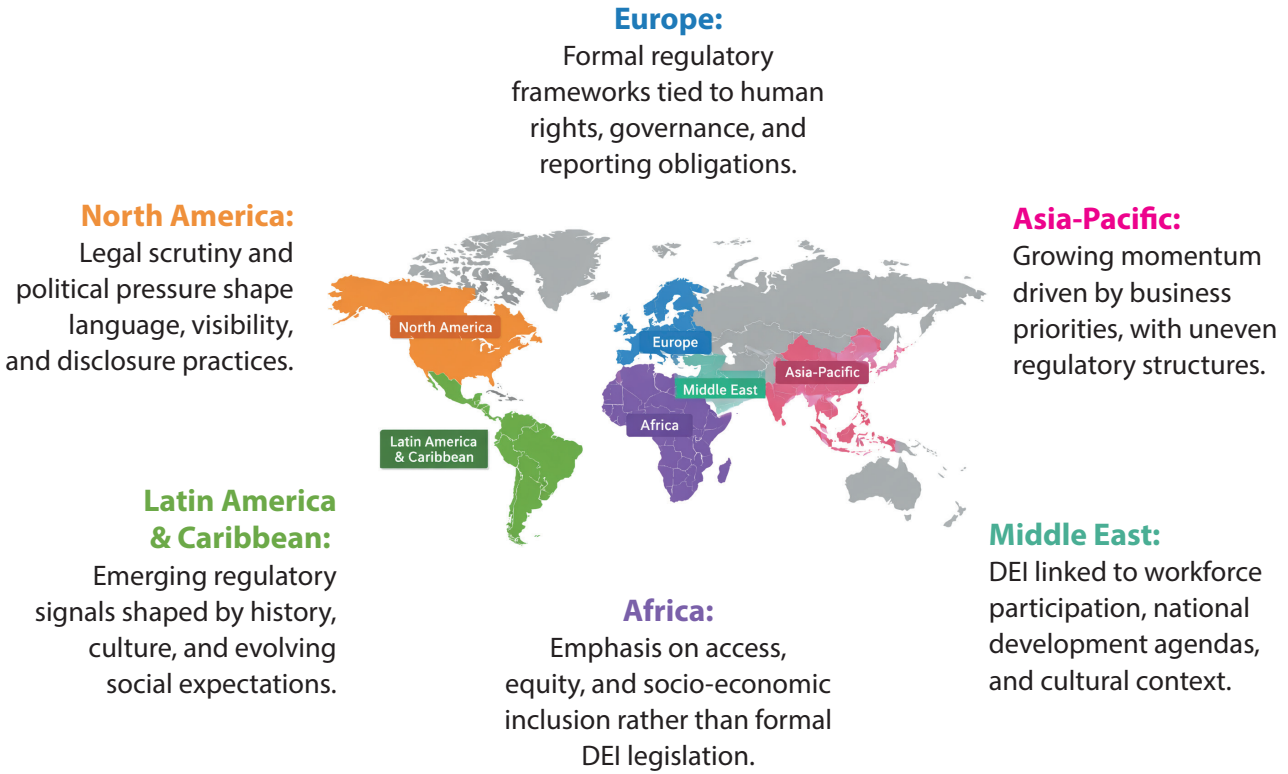 Europe:
Formal regulatory
frameworks tied to human
rights, governance, and
reporting obligations.
North America:
Legal scrutiny and
political pressure shape
language, visibility,
and disclosure practices.
Asia-Pacific:
Growing momentum
driven by business
priorities, with uneven
regulatory structures.
North America
Europe
Asia-Pacific
Middle East
Africa
Latin America
& Caribbean
Latin America
& Caribbean:
Emerging regulatory
signals shaped by history,
culture, and evolving
social expectations.
Africa:
Emphasis on access,
equity, and socio-economic
inclusion rather than formal
DEI legislation.
Middle East:
DEI linked to workforce
participation, national
development agendas,
and cultural context.